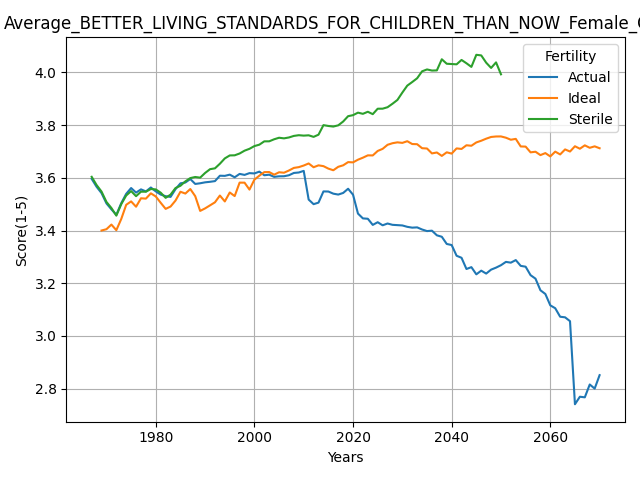 Average_BETTER_LIVING_STANDARDS_FOR_CHILDREN_THAN_NOW_Female_
Fertility
Actual
Ideal
Sterile
Score(1-5)
4.0
3.8
3.6
3.4
3.2
3.0
2.8
1980 2000 2020 2040 2060
Years